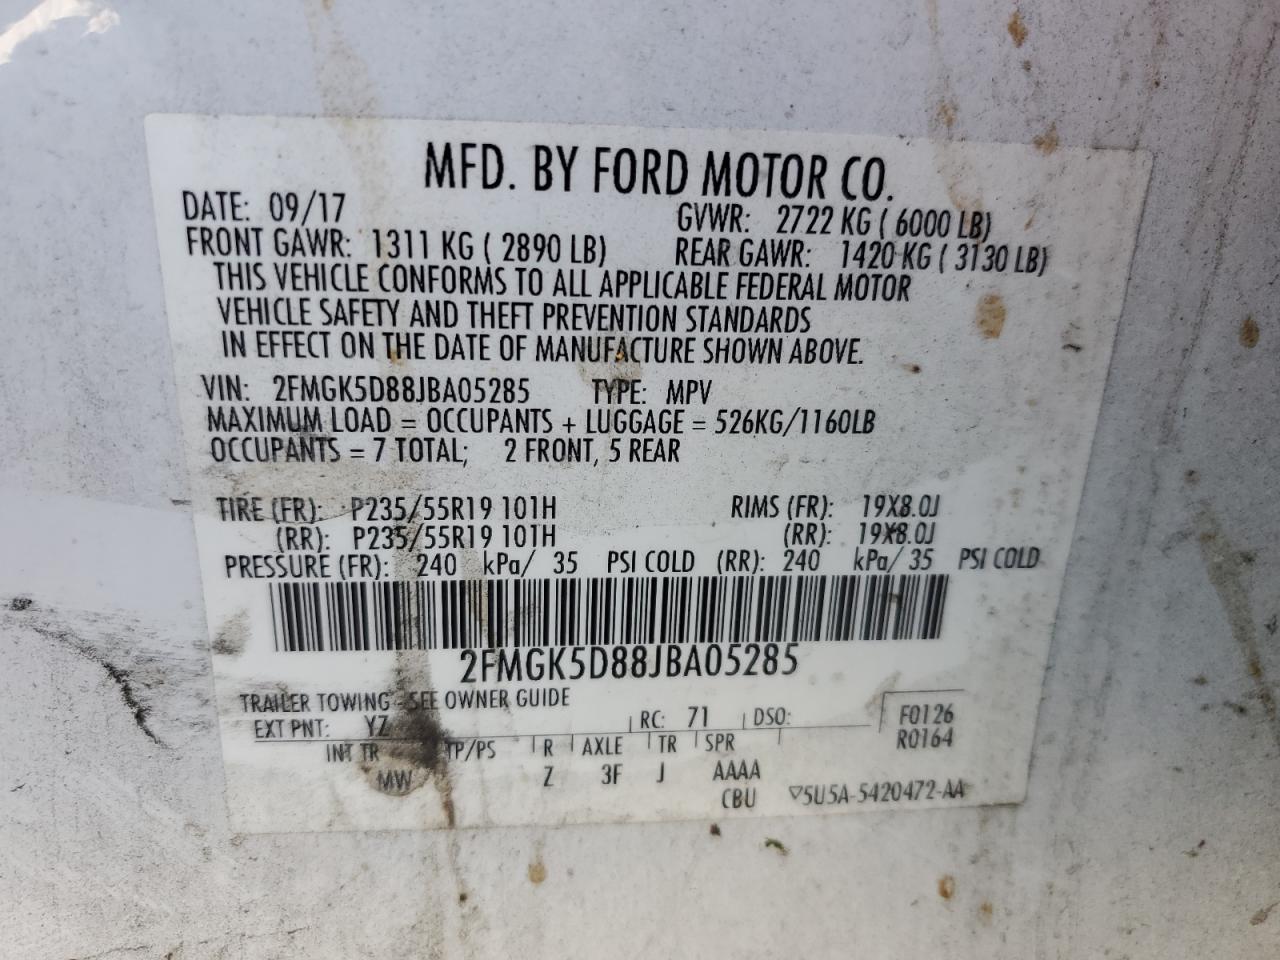 MFD. BY FORD MOTOR CO.
DATE: 09/17 GVWR: 2722 KG ( 6000 LB)
FRONT GAWR: 1311 KG ( 2890 LB) REAR GAWR: 1420 KG ( 3130 LB)
THIS VEHICLE CONFORMS TO ALL APPLICABLE FEDERAL MOTOR
VEHICLE SAFETY AND THEFT PREVENTION STANDARDS
IN EFFECT ON THE DATE OF MANUFACTURE SHOWN ABOVE.
VIN: 2FMGK5D88JBA05285 TYPE: MPV
MAXIMUM LOAD = OCCUPANTS + LUGGAGE = 526KG/1160LB
OCCUPANTS = 7 TOTAL; 2 FRONT, 5 REAR
TIRE (FR): P235/55R19 101H RIMS (FR): 19X8.0J
(RR): P235/55R19 101H (RR): 19X8.0J
PRESSURE (FR): 240 kPa/ 35 PSI COLD (RR): 240 kPa/ 35 PSI COLD
2FMGK5D88JBA05285
TRAILER TOWING - SEE OWNER GUIDE
EXT PNT: YZ RC: 71 DSO: F0126
R0164
INT TR TP/PS R AXLE TR SPR
MW Z 3F J AAAA
CBU ▽5U5A-5420472-AA